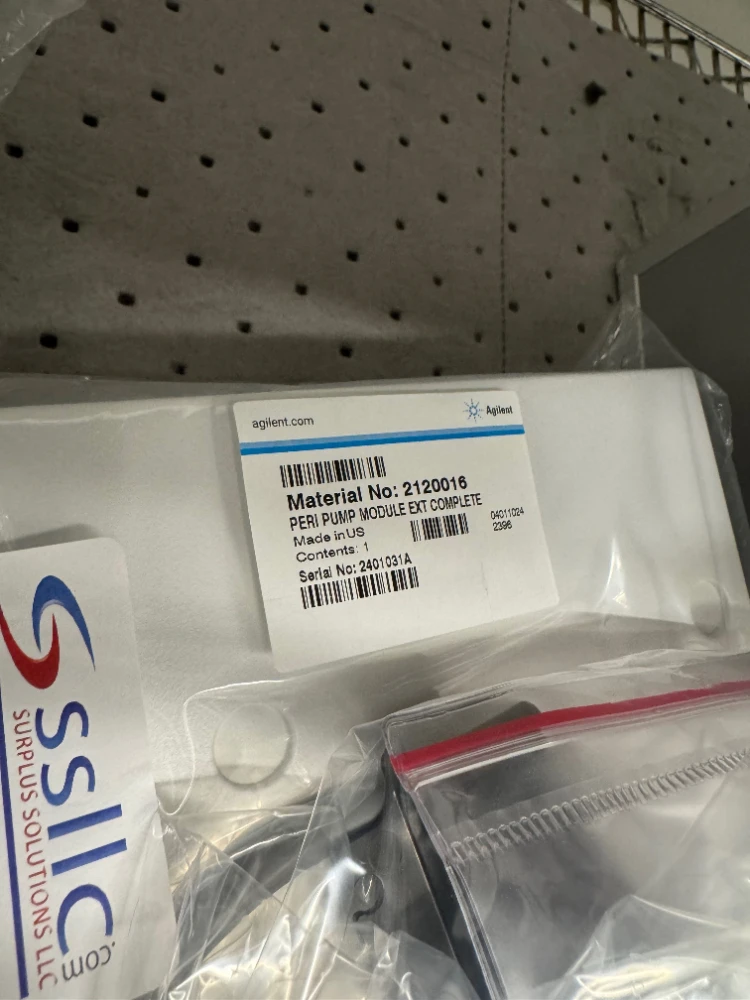 agilent.com
Agilent
Material No: 2120016
PERI PUMP MODULE EXT COMPLETE
Made in US
04011024
Contents: 1
2396
Serial No: 2401031A
ssllc.com
SURPLUS SOLUTIONS LLC